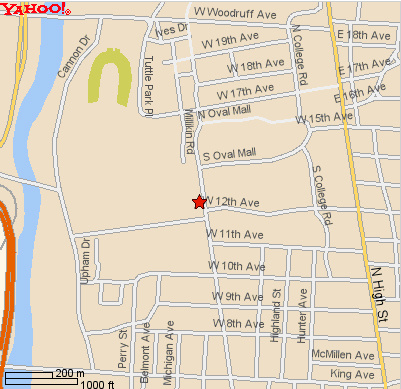 YAHOO!
W Woodruff Ave
Ives Dr
Cannon Dr
Tuttle Park Pl
W 19th Ave
N College Rd
E 18th Ave
W 18th Ave
E 17th Ave
W 17th Ave
E 16th Ave
Millikin Rd
N Oval Mall
W 15th Ave
S Oval Mall
S College Rd
W 12th Ave
W 11th Ave
Upham Dr
W 10th Ave
N High St
W 9th Ave
Highland St
Hunter Ave
W 8th Ave
Perry St
Belmont Ave
Michigan Ave
McMillen Ave
King Ave
200 m
1000 ft